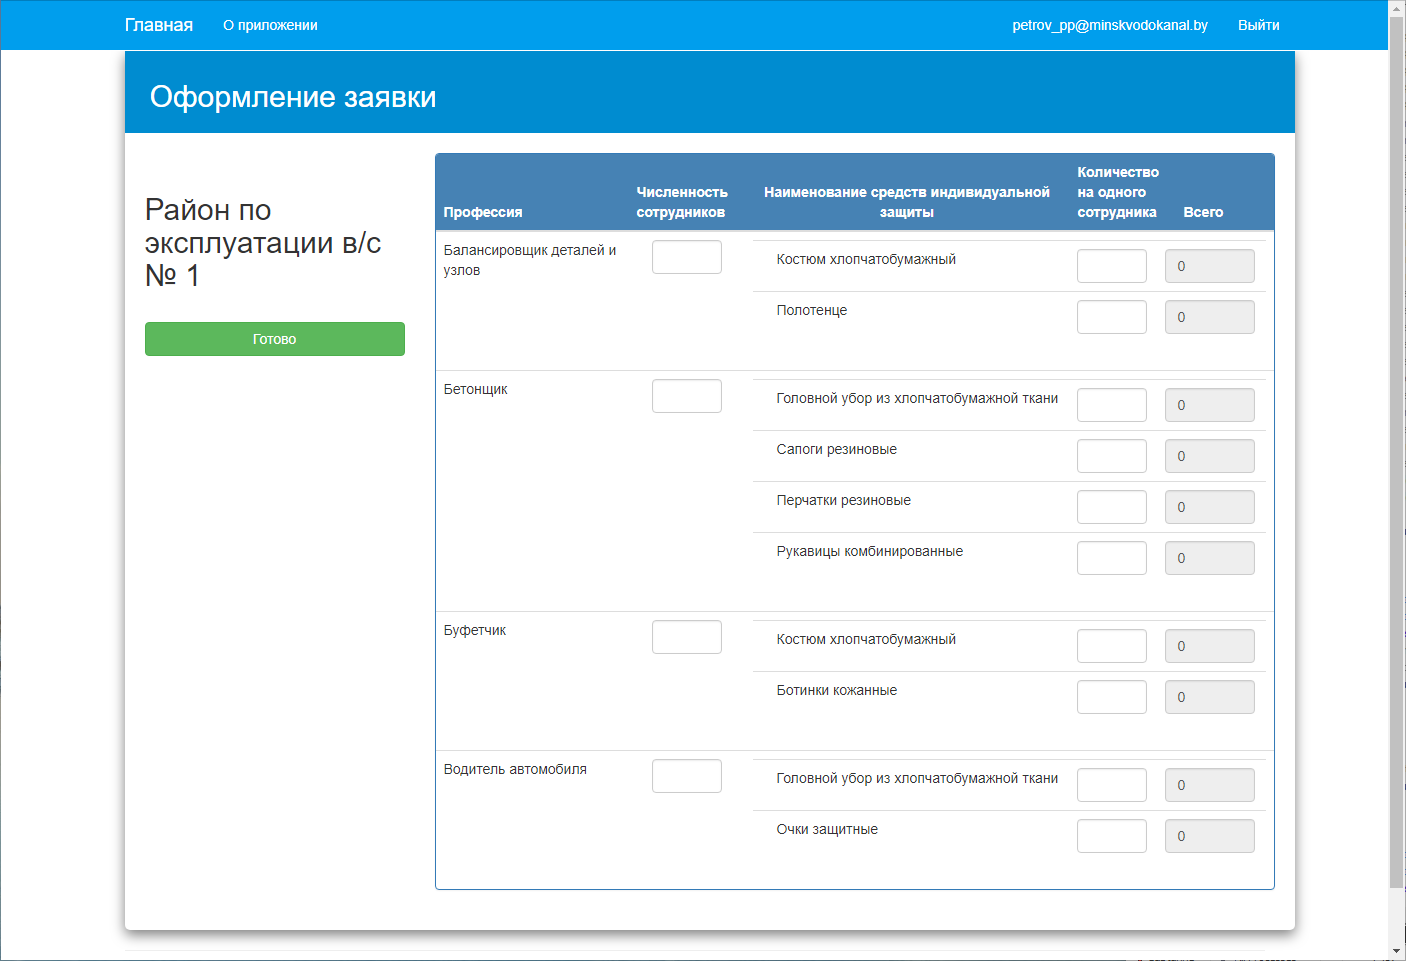 Главная О приложении petrov_pp@minskvodokanal.by Выйти
Оформление заявки
Район по
эксплуатации в/с
№ 1
Готово
Профессия
Численность
сотрудников
Наименование средств индивидуальной
защиты
Количество
на одного
сотрудника
Всего
Балансировщик деталей и
узлов
Костюм хлопчатобумажный 0
Полотенце 0
Бетонщик
Головной убор из хлопчатобумажной ткани 0
Сапоги резиновые 0
Перчатки резиновые 0
Рукавицы комбинированные 0
Буфетчик
Костюм хлопчатобумажный 0
Ботинки кожанные 0
Водитель автомобиля
Головной убор из хлопчатобумажной ткани 0
Очки защитные 0